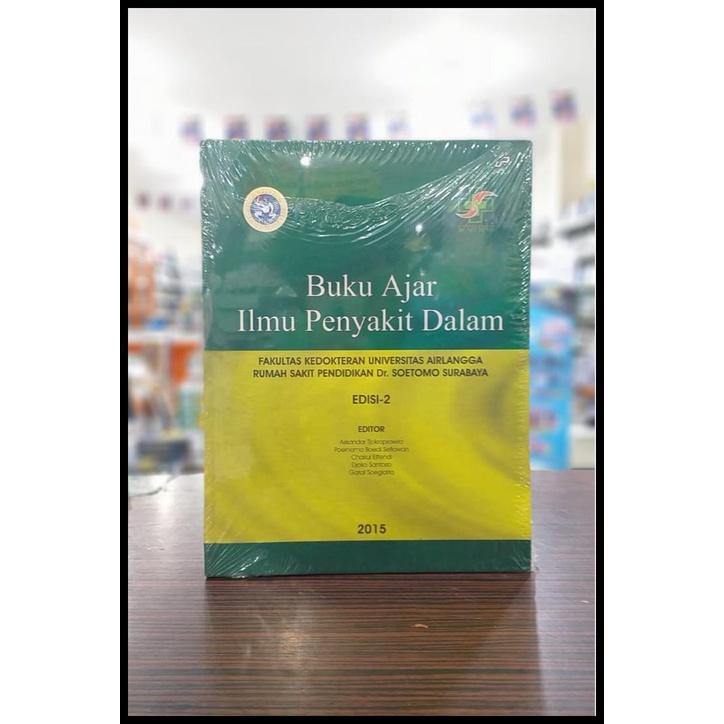 Buku Ajar
Ilmu Penyakit Dalam
FAKULTAS KEDOKTERAN UNIVERSITAS AIRLANGGA
RUMAH SAKIT PENDIDIKAN Dr. SOETOMO SURABAYA
EDISI-2
EDITOR
Askandar Tjokroprawiro
Poernomo Boedi Setiawan
Chairul Effendi
Djoko Santoso
Gatot Soegiarto
2015